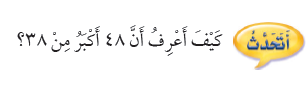 أَتَحَدَّثُ كَيْفَ أَعْرِفُ أَنَّ ٤٨ أَكْبَرُ مِنْ ٣٨؟